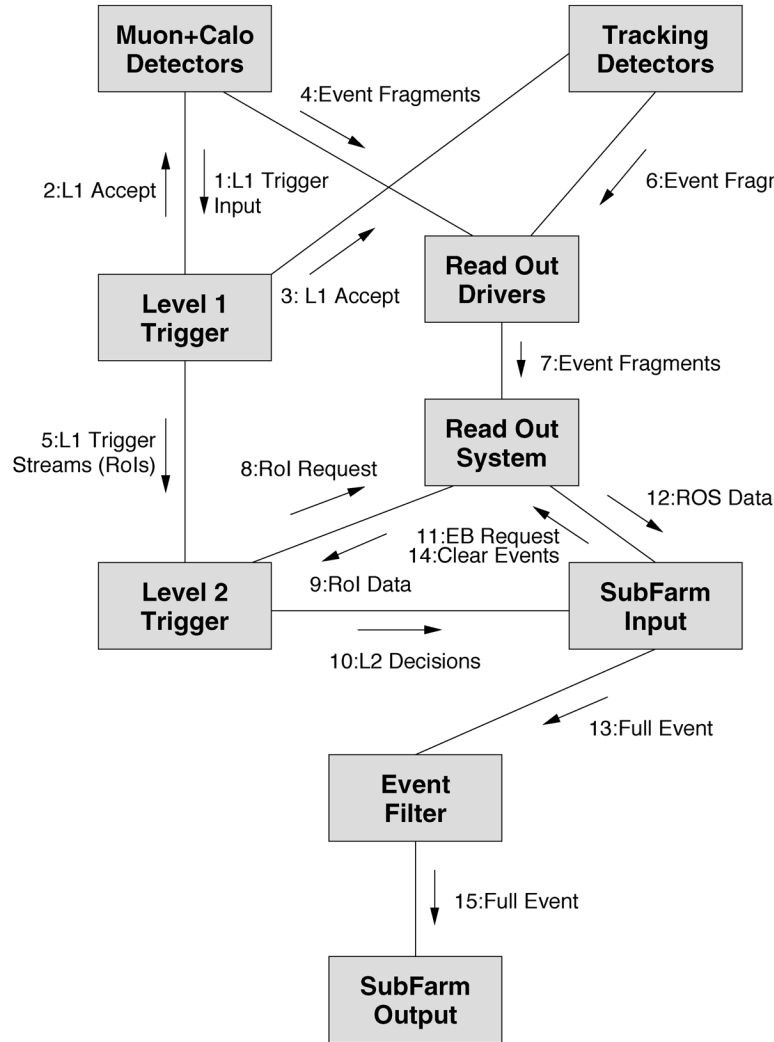 Muon+Calo
Detectors
Tracking
Detectors
4:Event Fragments
2:L1 Accept
1:L1 Trigger
Input
6:Event Fragr
Read Out
Drivers
Level 1
Trigger
3: L1 Accept
7:Event Fragments
Read Out
System
5:L1 Trigger
Streams (RoIs)
8:RoI Request
12:ROS Data
11:EB Request
14:Clear Events
9:RoI Data
Level 2
Trigger
SubFarm
Input
10:L2 Decisions
13:Full Event
Event
Filter
15:Full Event
SubFarm
Output